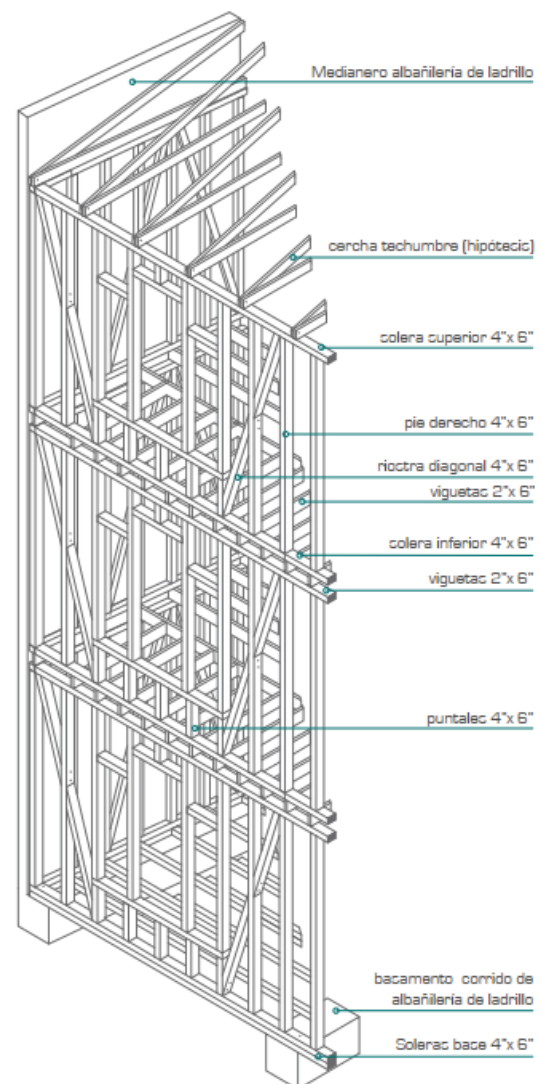 Medianero albañilería de ladrillo
cercha techumbre (hipótesis)
solera superior 4"x 6"
pie derecho 4"x 6"
riostra diagonal 4"x 6"
viguetas 2"x 6"
solera inferior 4"x 6"
viguetas 2"x 6"
puntales 4"x 6"
basamento corrido de
albañilería de ladrillo
Soleras base 4"x 6"